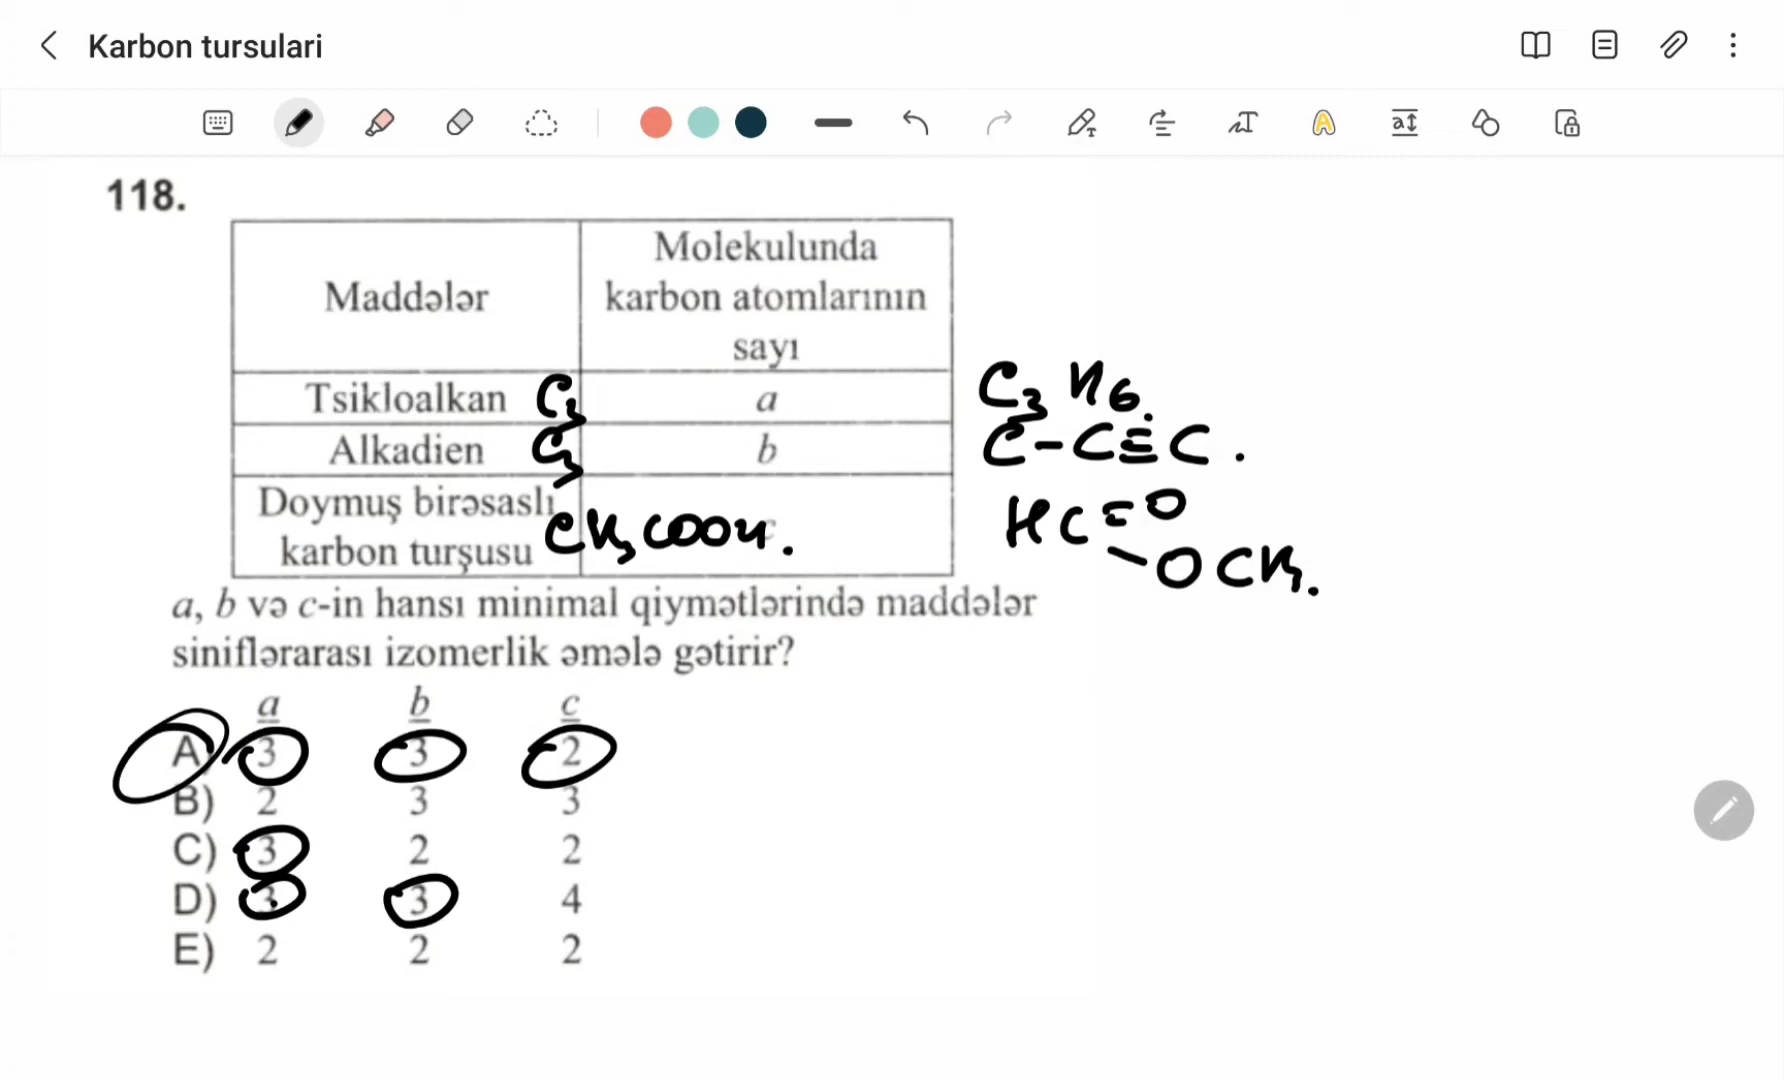 Karbon tursulari
118.
Maddələr
Molekulunda
karbon atomlarının
sayı
Tsikloalkan C3 a C3H6.
Alkadien C3 b C-C≡C.
Doymuş birəsaslı
karbon turşusu CH3COOH.
HC=O
-OCH3.
a, b və c-in hansı minimal qiymətlərində maddələr
siniflərarası izomerlik əmələ gətirir?
a b c
A) 3 3 2
B) 2 3 3
C) 3 2 2
D) 3 3 4
E) 2 2 2